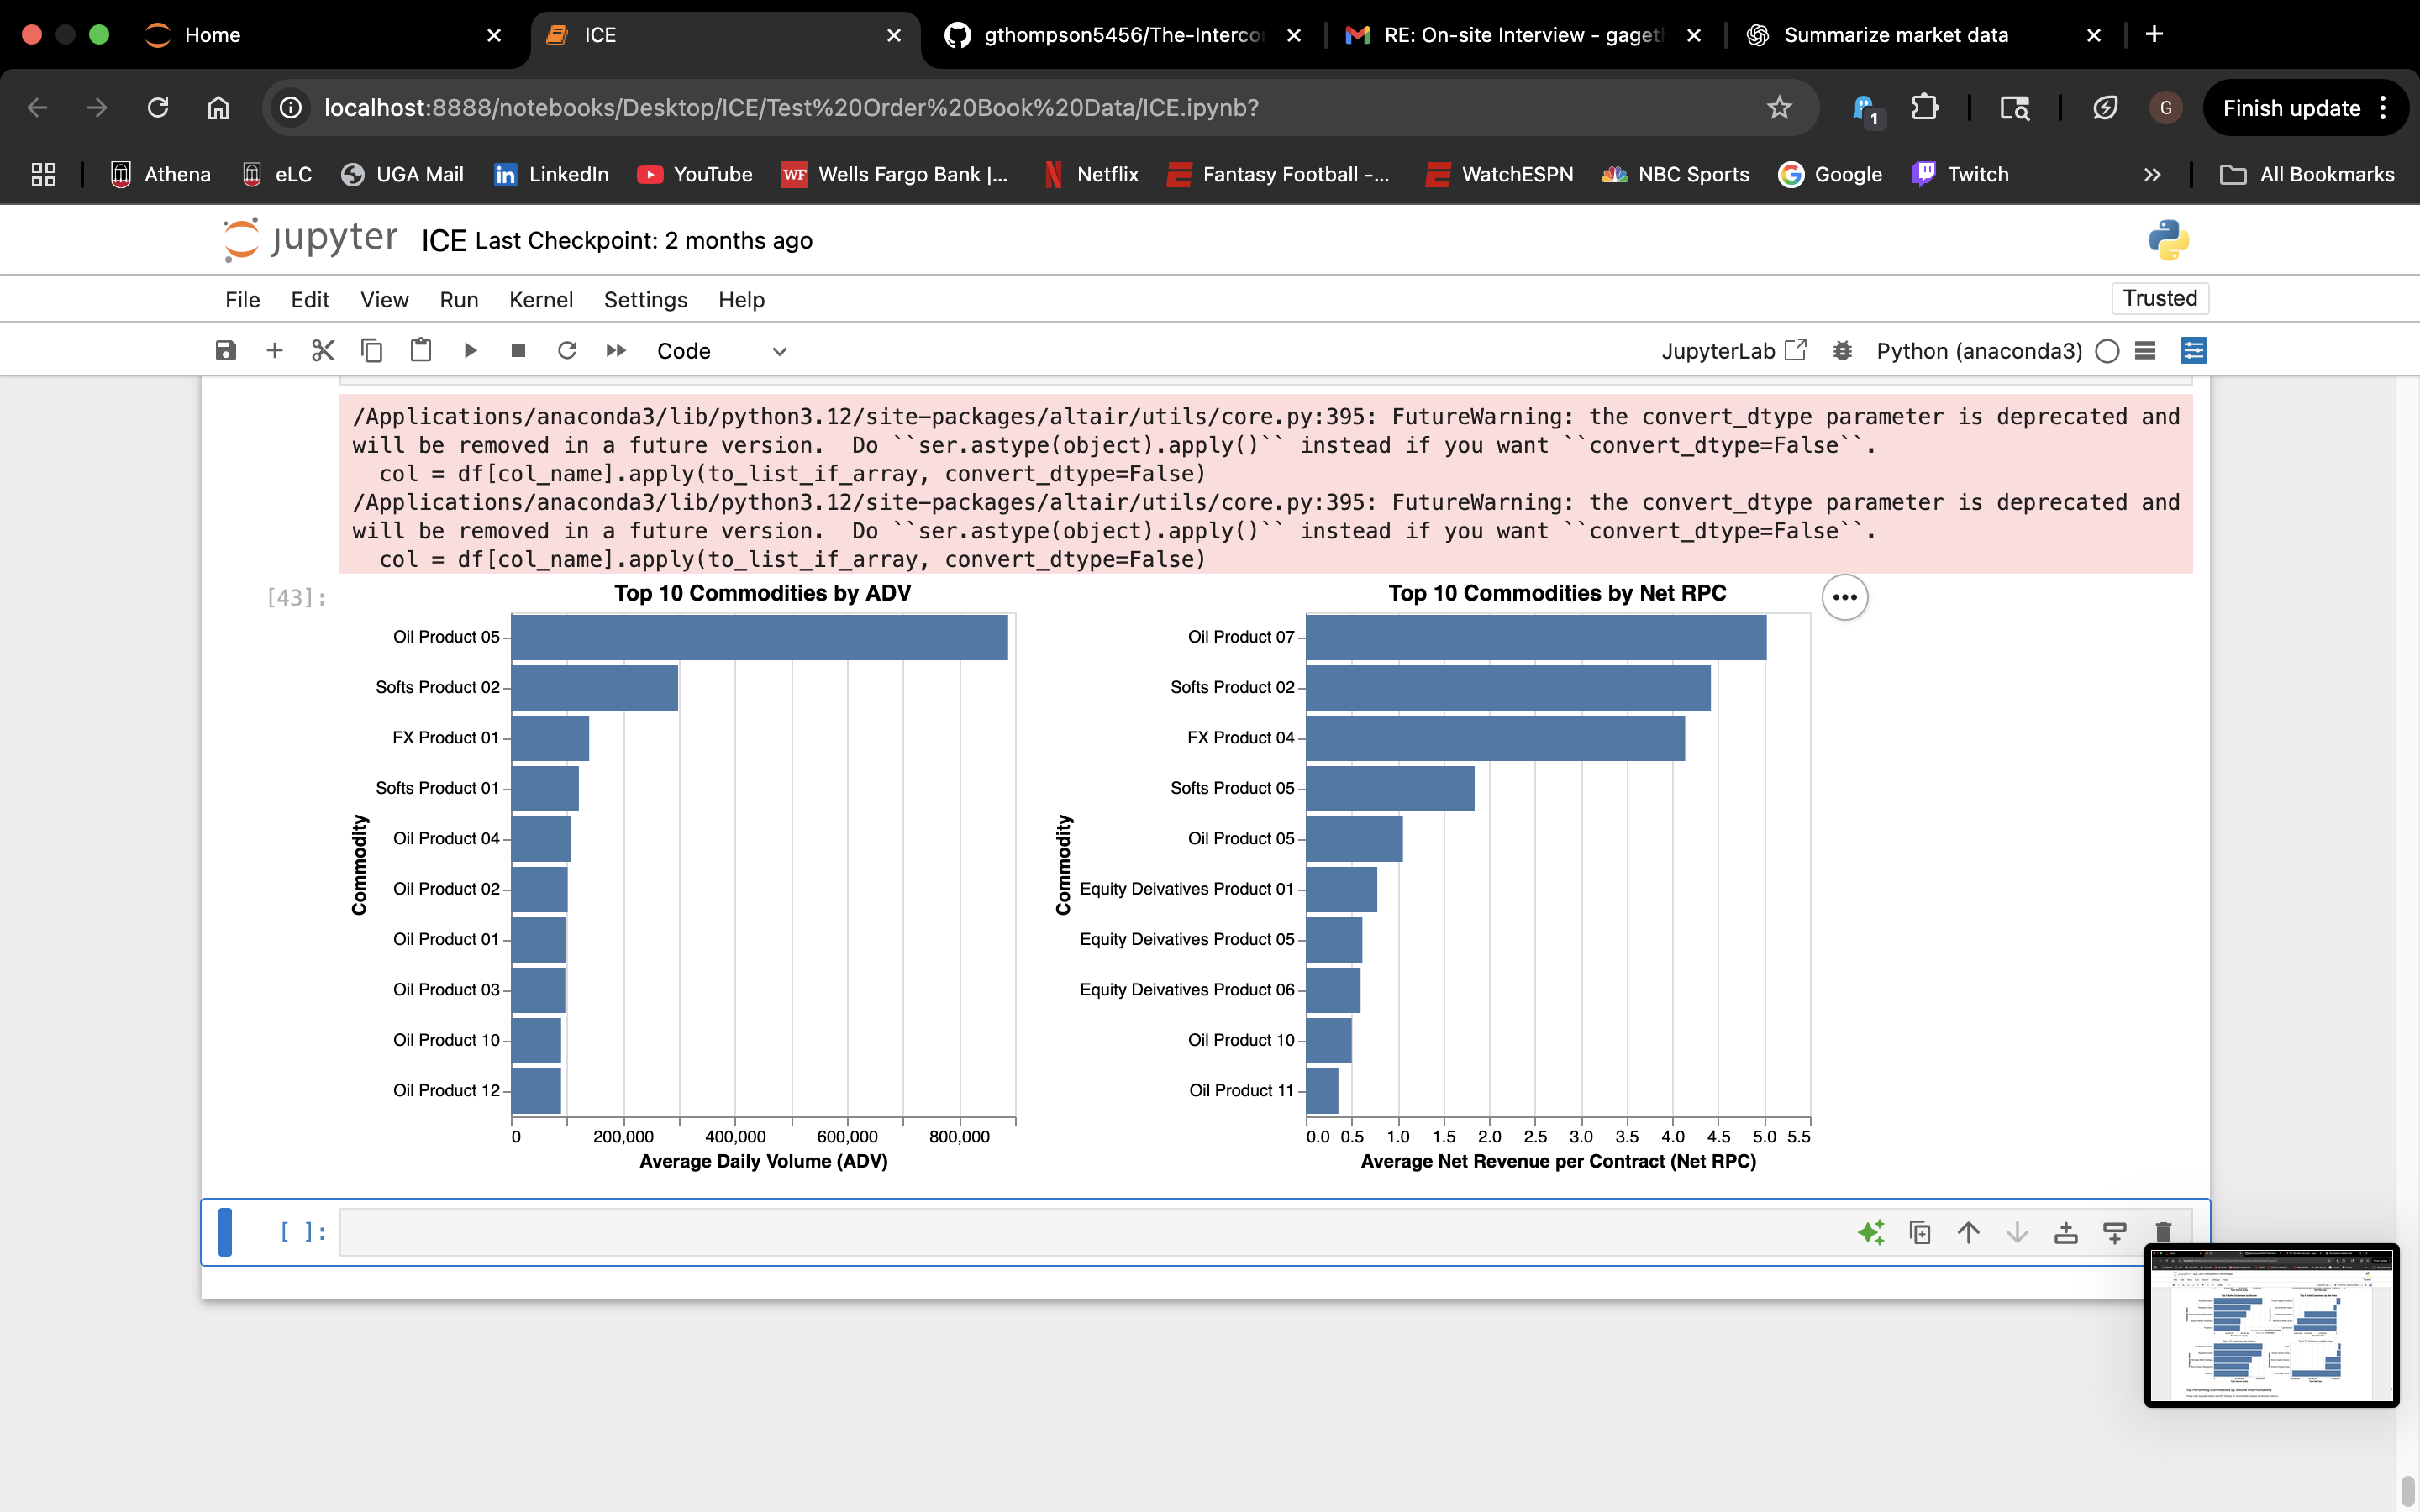 Home
ICE
gthompson5456/The-Interco
RE: On-site Interview - gaget
Summarize market data
localhost:8888/notebooks/Desktop/ICE/Test%20Order%20Book%20Data/ICE.ipynb?
1
G
Finish update
Athena
eLC
UGA Mail
LinkedIn
YouTube
WF Wells Fargo Bank |...
Netflix
Fantasy Football -...
WatchESPN
NBC Sports
Google
Twitch
All Bookmarks
jupyter ICE Last Checkpoint: 2 months ago
File Edit View Run Kernel Settings Help
Trusted
Code
JupyterLab
Python (anaconda3)
/Applications/anaconda3/lib/python3.12/site-packages/altair/utils/core.py:395: FutureWarning: the convert_dtype parameter is deprecated and
will be removed in a future version.  Do ``ser.astype(object).apply()`` instead if you want ``convert_dtype=False``.
  col = df[col_name].apply(to_list_if_array, convert_dtype=False)
/Applications/anaconda3/lib/python3.12/site-packages/altair/utils/core.py:395: FutureWarning: the convert_dtype parameter is deprecated and
will be removed in a future version.  Do ``ser.astype(object).apply()`` instead if you want ``convert_dtype=False``.
  col = df[col_name].apply(to_list_if_array, convert_dtype=False)
[43]:
Top 10 Commodities by ADV
Commodity
Oil Product 05
Softs Product 02
FX Product 01
Softs Product 01
Oil Product 04
Oil Product 02
Oil Product 01
Oil Product 03
Oil Product 10
Oil Product 12
0 200,000 400,000 600,000 800,000
Average Daily Volume (ADV)
Top 10 Commodities by Net RPC
Commodity
Oil Product 07
Softs Product 02
FX Product 04
Softs Product 05
Oil Product 05
Equity Deivatives Product 01
Equity Deivatives Product 05
Equity Deivatives Product 06
Oil Product 10
Oil Product 11
0.0 0.5 1.0 1.5 2.0 2.5 3.0 3.5 4.0 4.5 5.0 5.5
Average Net Revenue per Contract (Net RPC)
[ ]: